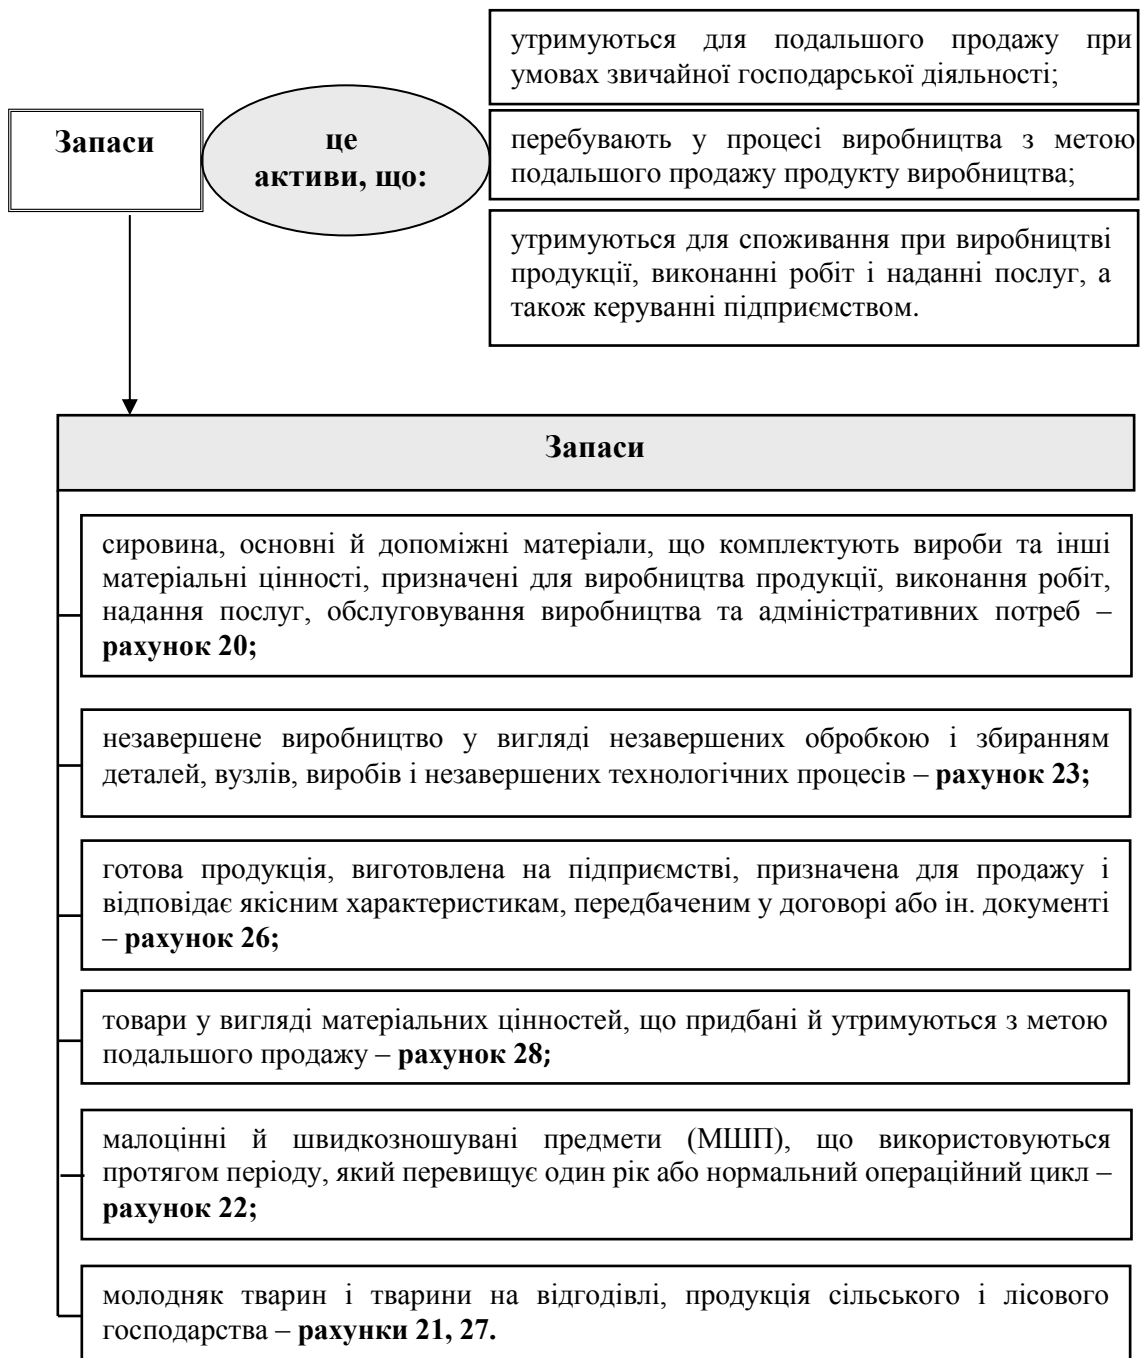 Запаси
це
активи, що:
утримуються для подальшого продажу при
умовах звичайної господарської діяльності;
перебувають у процесі виробництва з метою
подальшого продажу продукту виробництва;
утримуються для споживання при виробництві
продукції, виконанні робіт і наданні послуг, а
також керуванні підприємством.
Запаси
сировина, основні й допоміжні матеріали, що комплектують вироби та інші
матеріальні цінності, призначені для виробництва продукції, виконання робіт,
надання послуг, обслуговування виробництва та адміністративних потреб –
рахунок 20;
незавершене виробництво у вигляді незавершених обробкою і збиранням
деталей, вузлів, виробів і незавершених технологічних процесів – рахунок 23;
готова продукція, виготовлена на підприємстві, призначена для продажу і
відповідає якісним характеристикам, передбаченим у договорі або ін. документі
– рахунок 26;
товари у вигляді матеріальних цінностей, що придбані й утримуються з метою
подальшого продажу – рахунок 28;
малоцінні й швидкозношувані предмети (МШП), що використовуються
протягом періоду, який перевищує один рік або нормальний операційний цикл –
рахунок 22;
молодняк тварин і тварини на відгодівлі, продукція сільського і лісового
господарства – рахунки 21, 27.